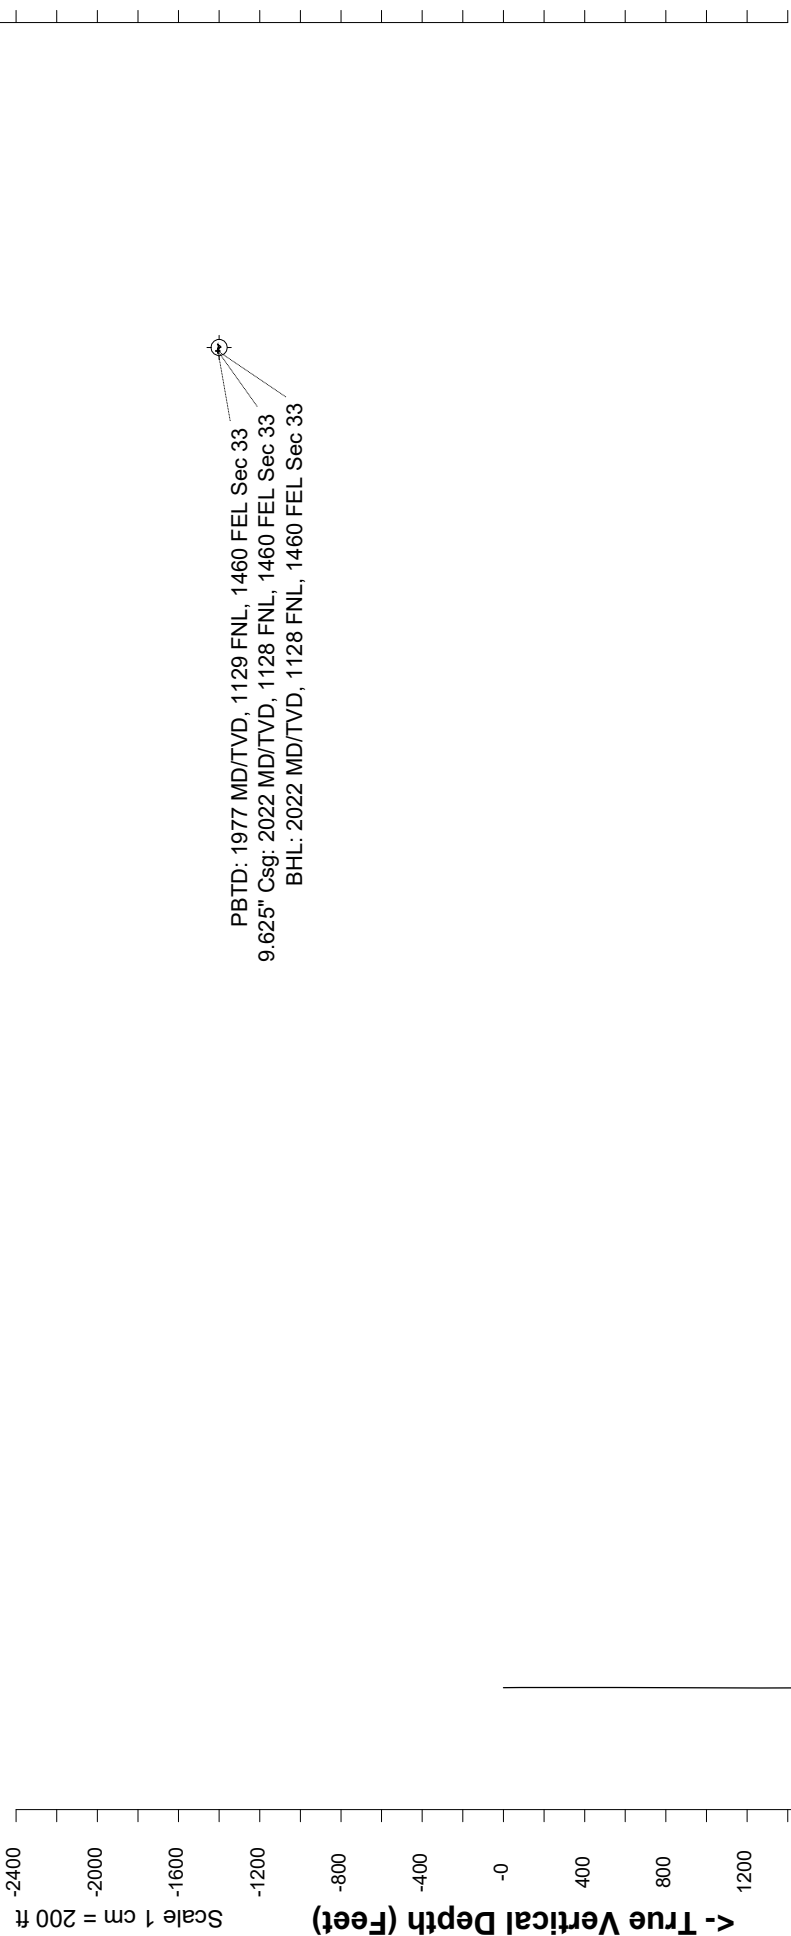 PBTD: 1977 MD/TVD, 1129 FNL, 1460 FEL Sec 33
9.625" Csg: 2022 MD/TVD, 1128 FNL, 1460 FEL Sec 33
BHL: 2022 MD/TVD, 1128 FNL, 1460 FEL Sec 33
-2400
-2000
-1600
-1200
-800
-400
-0
400
800
1200
Scale 1 cm = 200 ft
<- True Vertical Depth (Feet)